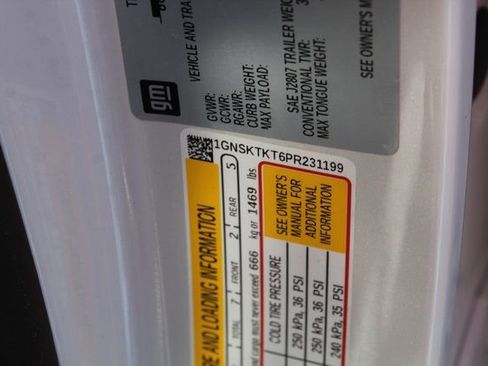 gm
VEHICLE AND
GVWR:
GCWR:
RGAWR:
CURB WEIGHT:
MAX PAYLOAD:
SAE J2807 TRAILER
CONVENTIONAL TWR:
MAX TONGUE WEIGHT:
SEE OWNER'S
1GNSKTKT6PR231199
AND LOADING INFORMATION
TOTAL 7 FRONT 2 REAR 5
and cargo must never exceed 666 kg or 1469 lbs
COLD TIRE PRESSURE
250 kPa, 36 PSI
250 kPa, 36 PSI
240 kPa, 35 PSI
SEE OWNER'S
MANUAL FOR
ADDITIONAL
INFORMATION